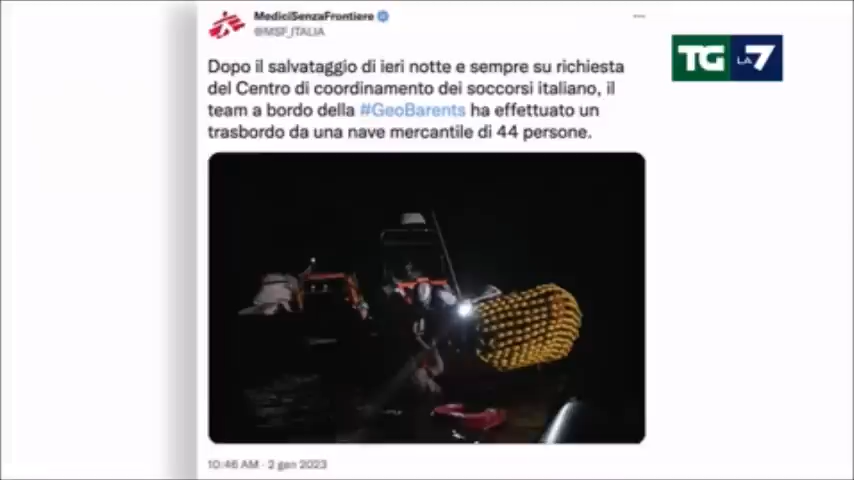 MediciSenzaFrontiere
@MSF_ITALIA
Dopo il salvataggio di ieri notte e sempre su richiesta
del Centro di coordinamento dei soccorsi italiano, il
team a bordo della #GeoBarents ha effettuato un
trasbordo da una nave mercantile di 44 persone.
10:46 AM · 2 gen 2023
TG LA 7